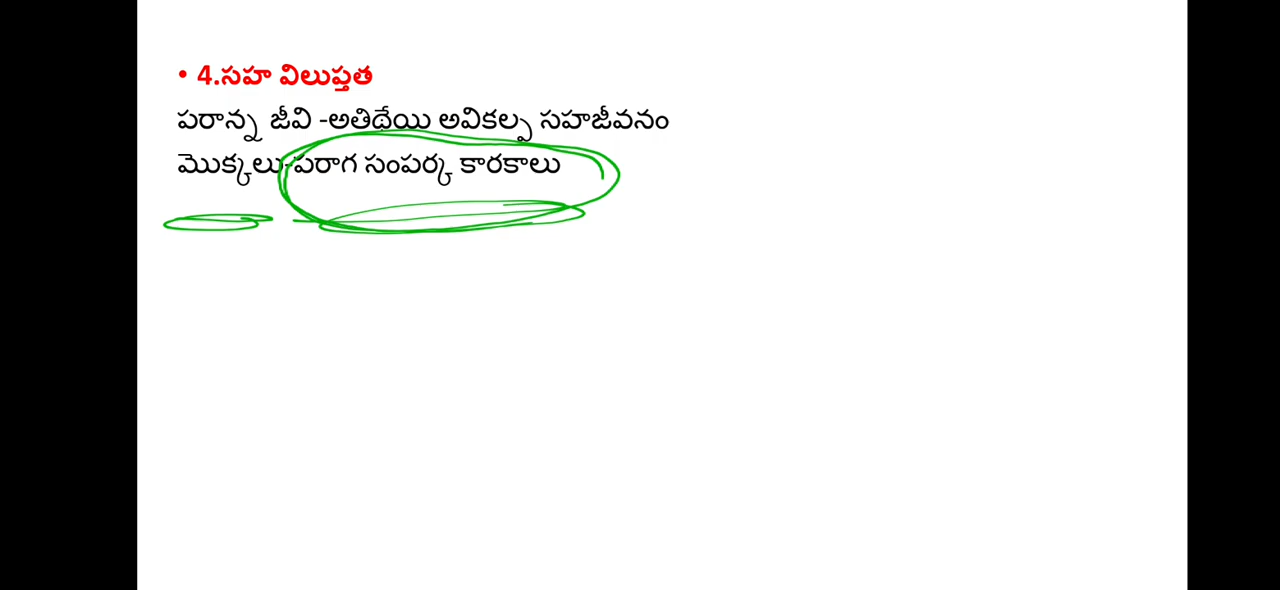 • 4.సహ విలుప్తత
పరాన్న జీవి -అతిథేయి అవికల్ప సహజీవనం
మొక్కలు-పరాగ సంపర్క కారకాలు